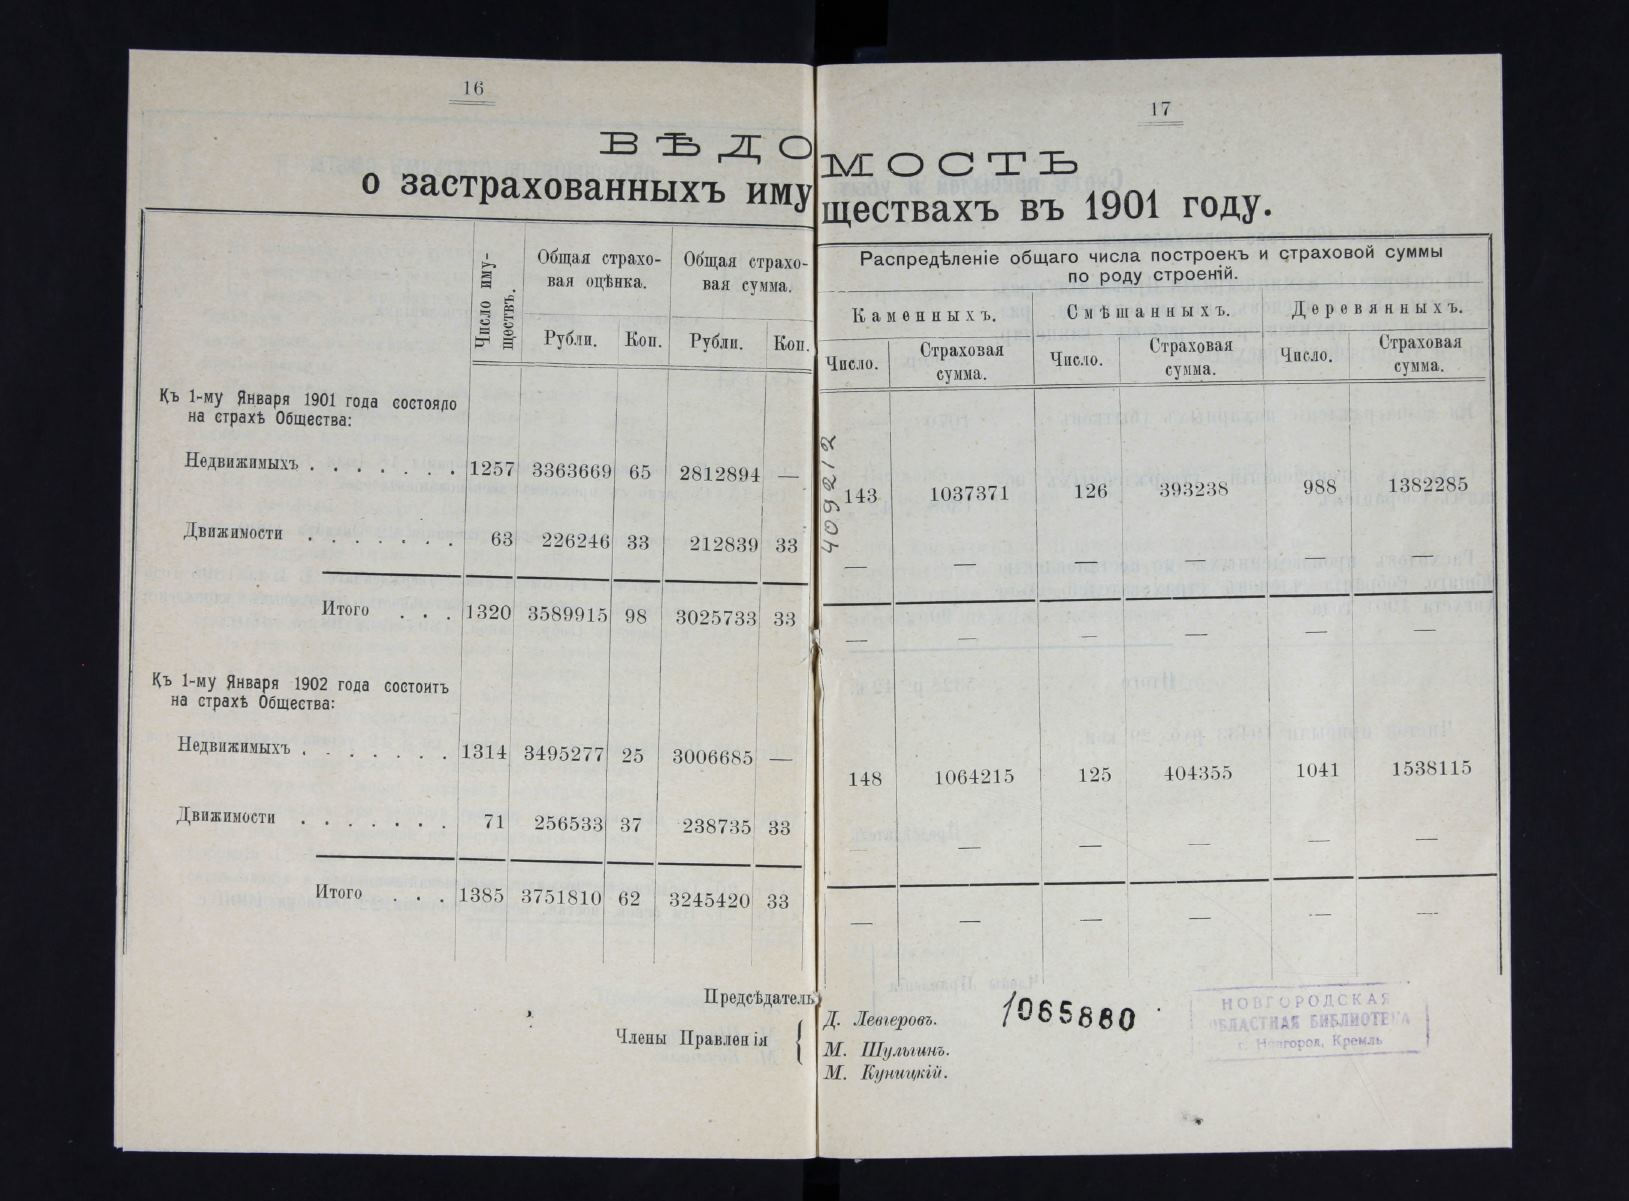 16
17
ВѢДОМОСТЬ
о застрахованныхъ имуществахъ въ 1901 году.
Число имуществъ.
Общая страховая оцѣнка.
Общая страховая сумма.
Рубли. Коп. Рубли. Коп.
Распредѣленіе общаго числа построекъ и страховой суммы
по роду строеній.
Каменныхъ. Смѣшанныхъ. Деревянныхъ.
Число. Страховая сумма. Число. Страховая сумма. Число. Страховая сумма.
Къ 1-му Января 1901 года состояло
на страхѣ Общества:
Недвижимыхъ . . . . . . . 1257 3363669 65 2812894 — 143 1037371 126 393238 988 1382285
Движимости . . . . . . . 63 226246 33 212839 33 — — — — — —
Итого . . . 1320 3589915 98 3025733 33 — — — — — —
4093212
Къ 1-му Января 1902 года состоитъ
на страхѣ Общества:
Недвижимыхъ . . . . . . . 1314 3495277 25 3006685 — 148 1064215 125 404355 1041 1538115
Движимости . . . . . . . 71 256533 37 238735 33 — — — — — —
Итого . . . 1385 3751810 62 3245420 33 — — — — — —
Предсѣдатель Д. Левгеровъ.
Члены Правленія { М. Шульгинъ.
М. Куницкій.
1065880
НОВГОРОДСКАЯ
ОБЛАСТНАЯ БИБЛИОТЕКА
г. Новгород, Кремль